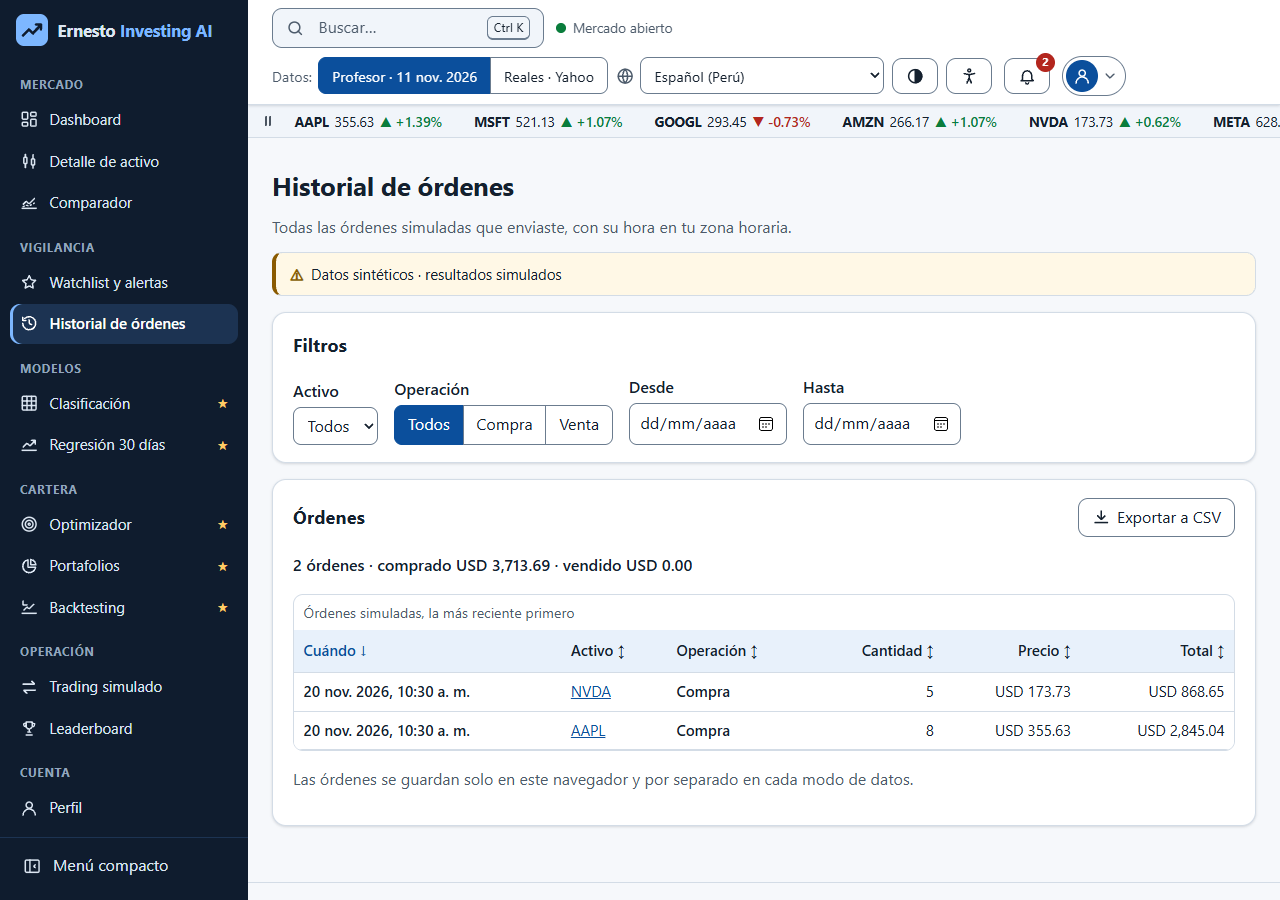 Ernesto Investing AI
MERCADO
Dashboard
Detalle de activo
Comparador
VIGILANCIA
Watchlist y alertas
Historial de órdenes
MODELOS
Clasificación
Regresión 30 días
CARTERA
Optimizador
Portafolios
Backtesting
OPERACIÓN
Trading simulado
Leaderboard
CUENTA
Perfil
Menú compacto
Buscar... Ctrl K Mercado abierto
Datos: Profesor · 11 nov. 2026 Reales · Yahoo Español (Perú) 2
AAPL 355.63 ▲ +1.39% MSFT 521.13 ▲ +1.07% GOOGL 293.45 ▼ -0.73% AMZN 266.17 ▲ +1.07% NVDA 173.73 ▲ +0.62% META 628.
Historial de órdenes
Todas las órdenes simuladas que enviaste, con su hora en tu zona horaria.
Datos sintéticos · resultados simulados
Filtros
Activo Operación Desde Hasta
Todos Todos Compra Venta dd/mm/aaaa dd/mm/aaaa
Órdenes Exportar a CSV
2 órdenes · comprado USD 3,713.69 · vendido USD 0.00
Órdenes simuladas, la más reciente primero
Cuándo ↓ Activo ↕ Operación ↕ Cantidad ↕ Precio ↕ Total ↕
20 nov. 2026, 10:30 a. m. NVDA Compra 5 USD 173.73 USD 868.65
20 nov. 2026, 10:30 a. m. AAPL Compra 8 USD 355.63 USD 2,845.04
Las órdenes se guardan solo en este navegador y por separado en cada modo de datos.